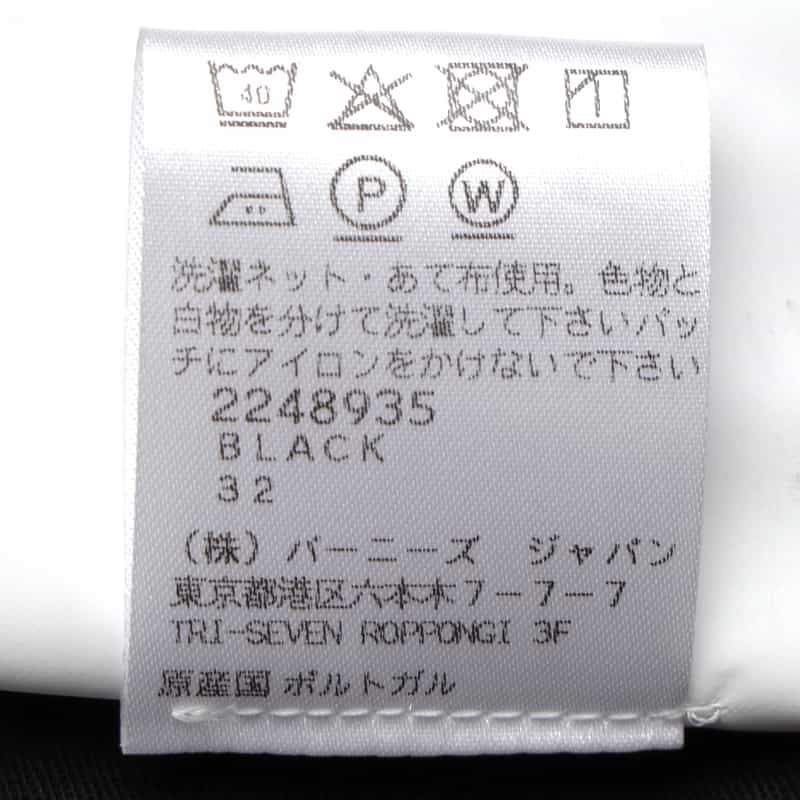 40
P W
洗濯ネット・あて布使用。色物と
白物を分けて洗濯して下さいパッ
チにアイロンをかけないで下さい
2248935
BLACK
32
(株) バーニーズ ジャパン
東京都港区六本木7-7-7
TRI-SEVEN ROPPONGI 3F
原産国 ポルトガル